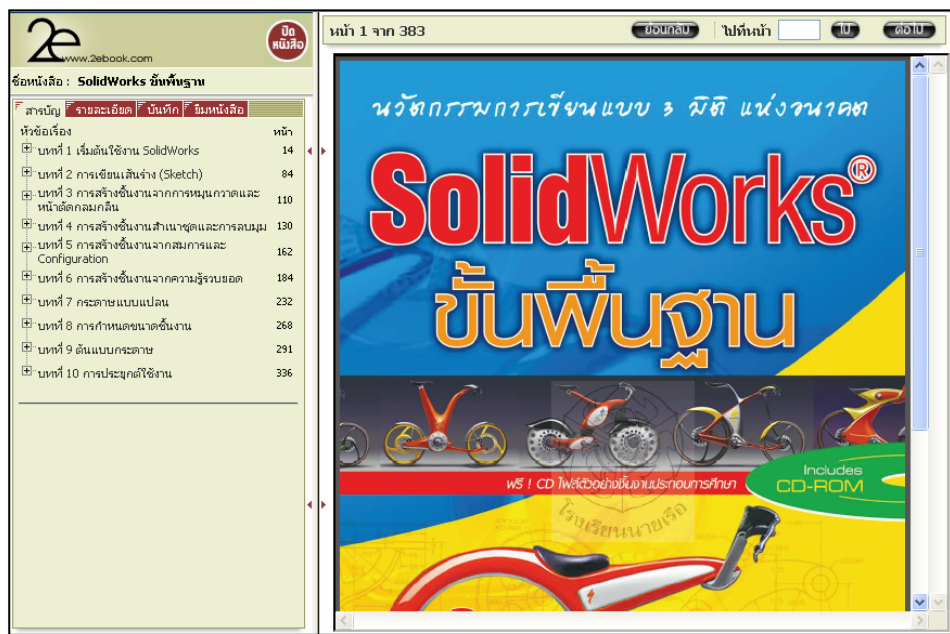 2e
www.2ebook.com
ปิด
หนังสือ
ชื่อหนังสือ : SolidWorks ขั้นพื้นฐาน
สารบัญ รายละเอียด บันทึก ยืมหนังสือ
หัวข้อเรื่อง หน้า
บทที่ 1 เริ่มต้นใช้งาน SolidWorks 14
บทที่ 2 การเขียนเส้นร่าง (Sketch) 84
บทที่ 3 การสร้างชิ้นงานจากการหมุนกวาดและ
หน้าตัดกลมกลืน 110
บทที่ 4 การสร้างชิ้นงานสำเนาชุดและการลบมุม 130
บทที่ 5 การสร้างชิ้นงานจากสมการและ
Configuration 162
บทที่ 6 การสร้างชิ้นงานจากความรู้รวบยอด 184
บทที่ 7 กระดาษแบบแปลน 232
บทที่ 8 การกำหนดขนาดชิ้นงาน 268
บทที่ 9 ต้นแบบกระดาษ 291
บทที่ 10 การประยุกต์ใช้งาน 336
หน้า 1 จาก 383 ย้อนกลับ ไปที่หน้า ไป ต่อไป
นวัตกรรมการเขียนแบบ 3 มิติ แห่งอนาคต
SolidWorks®
ขั้นพื้นฐาน
ฟรี ! CD ไฟล์ตัวอย่างชิ้นงานประกอบการศึกษา
Includes
CD-ROM
โรงเรียนนายเรือ